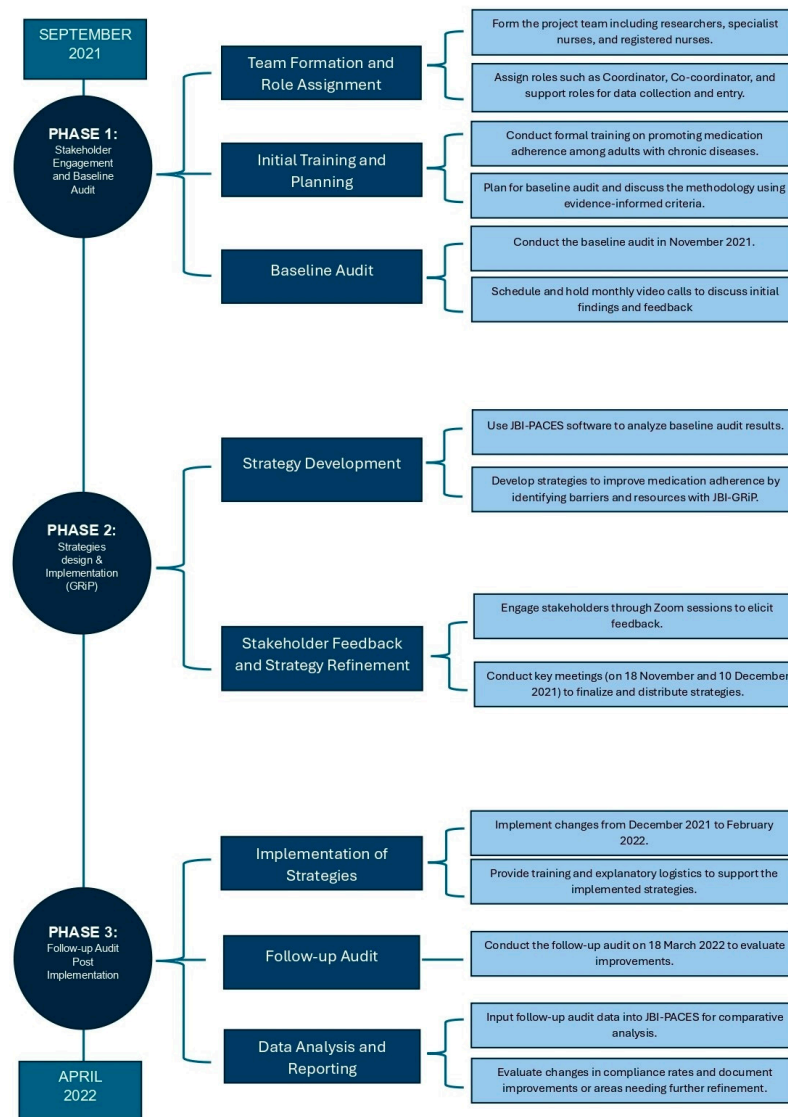 SEPTEMBER
2021
PHASE 1:
Stakeholder
Engagement
and Baseline
Audit
Team Formation and
Role Assignment
Form the project team including researchers, specialist
nurses, and registered nurses.
Assign roles such as Coordinator, Co-coordinator, and
support roles for data collection and entry.
Initial Training and
Planning
Conduct formal training on promoting medication
adherence among adults with chronic diseases.
Plan for baseline audit and discuss the methodology using
evidence-informed criteria.
Baseline Audit
Conduct the baseline audit in November 2021.
Schedule and hold monthly video calls to discuss initial
findings and feedback
PHASE 2:
Strategies
design &
Implementation
(GRiP)
Strategy Development
Use JBI-PACES software to analyze baseline audit results.
Develop strategies to improve medication adherence by
identifying barriers and resources with JBI-GRiP.
Stakeholder Feedback
and Strategy Refinement
Engage stakeholders through Zoom sessions to elicit
feedback.
Conduct key meetings (on 18 November and 10 December
2021) to finalize and distribute strategies.
PHASE 3:
Follow-up Audit
Post
Implementation
Implementation of
Strategies
Implement changes from December 2021 to February
2022.
Provide training and explanatory logistics to support the
implemented strategies.
Follow-up Audit
Conduct the follow-up audit on 18 March 2022 to evaluate
improvements.
Data Analysis and
Reporting
Input follow-up audit data into JBI-PACES for comparative
analysis.
Evaluate changes in compliance rates and document
improvements or areas needing further refinement.
APRIL
2022